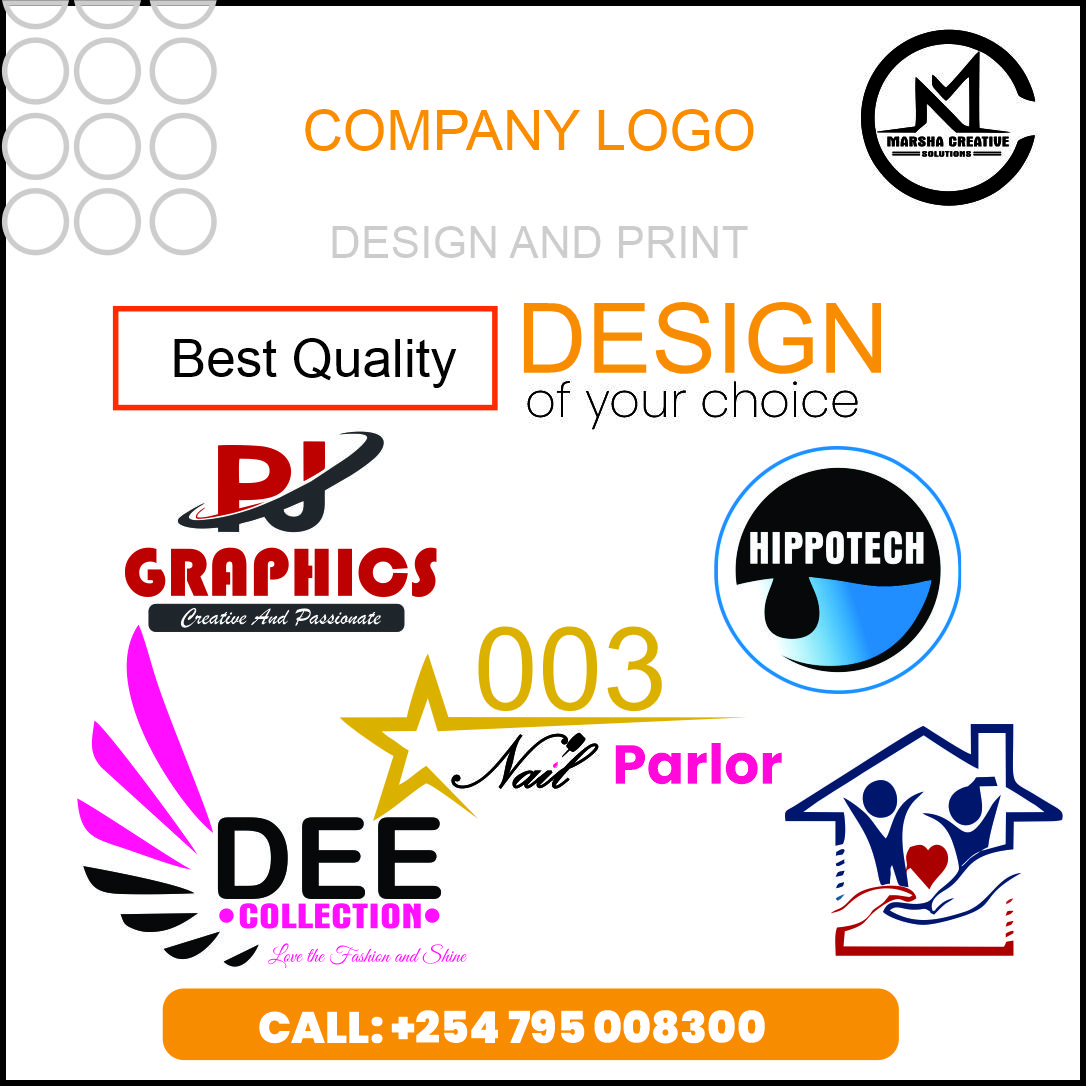 COMPANY LOGO
MARSHA CREATIVE
SOLUTIONS
DESIGN AND PRINT
Best Quality
DESIGN
of your choice
PJ
GRAPHICS
Creative And Passionate
HIPPOTECH
003
Nail Parlor
DEE
COLLECTION
Love the Fashion and Shine
CALL: +254 795 008300